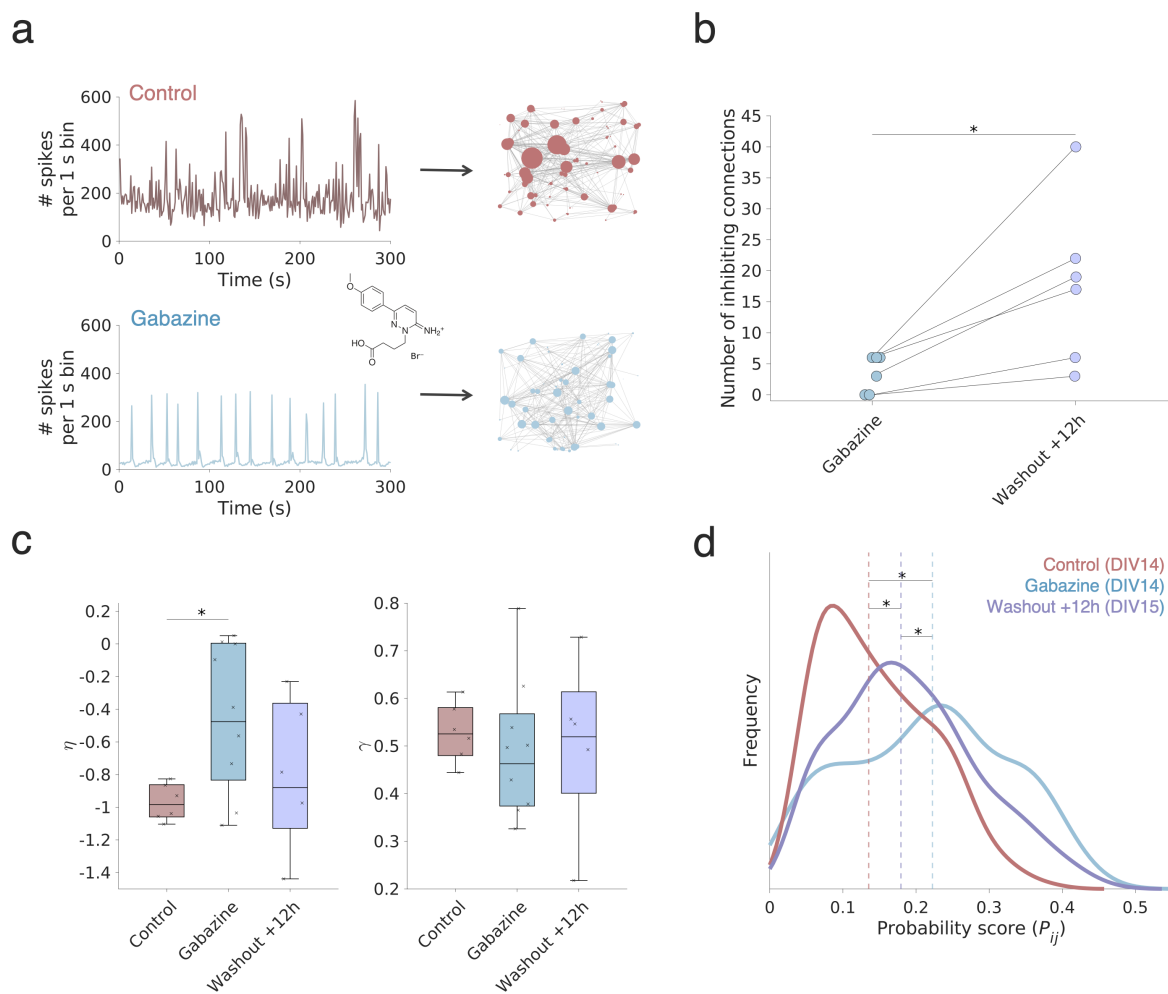 a
Control
# spikes
per 1 s bin
600
400
200
0
0
100
200
300
Time (s)
Gabazine
# spikes
per 1 s bin
600
400
200
0
0
100
200
300
Time (s)
O
N
N
NH₂⁺
HO
O
Br⁻
b
Number of inhibiting connections
45
40
35
30
25
20
15
10
5
0
*
Gabazine
Washout +12h
c
η
0.2
0
-0.2
-0.4
-0.6
-0.8
-1
-1.2
-1.4
*
Control
Gabazine
Washout +12h
γ
0.8
0.7
0.6
0.5
0.4
0.3
0.2
Control
Gabazine
Washout +12h
d
Control (DIV14)
Gabazine (DIV14)
Washout +12h (DIV15)
*
*
*
Frequency
0
0.1
0.2
0.3
0.4
0.5
Probability score (Pij)